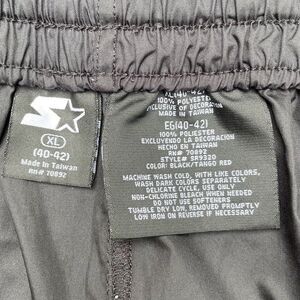 XL
(40-42)
Made in Taiwan
RN# 70892
XL(40-42)
100% POLYESTER
EXCLUSIVE OF DECORATION
MADE IN TAIWAN
EG(40-42)
100% POLIESTER
EXCLUYENDO LA DECORACION
HECHO EN TAIWAN
RN# 70892
STYLE# SR9320
COLOR: BLACK/TANGO RED
MACHINE WASH COLD, WITH LIKE COLORS,
WASH DARK COLORS SEPARATELY
DELICATE CYCLE, USE ONLY
NON-CHLORINE BLEACH WHEN NEEDED
DO NOT USE SOFTENERS
TUMBLE DRY LOW, REMOVED PROMPTLY
LOW IRON ON REVERSE IF NECESSARY